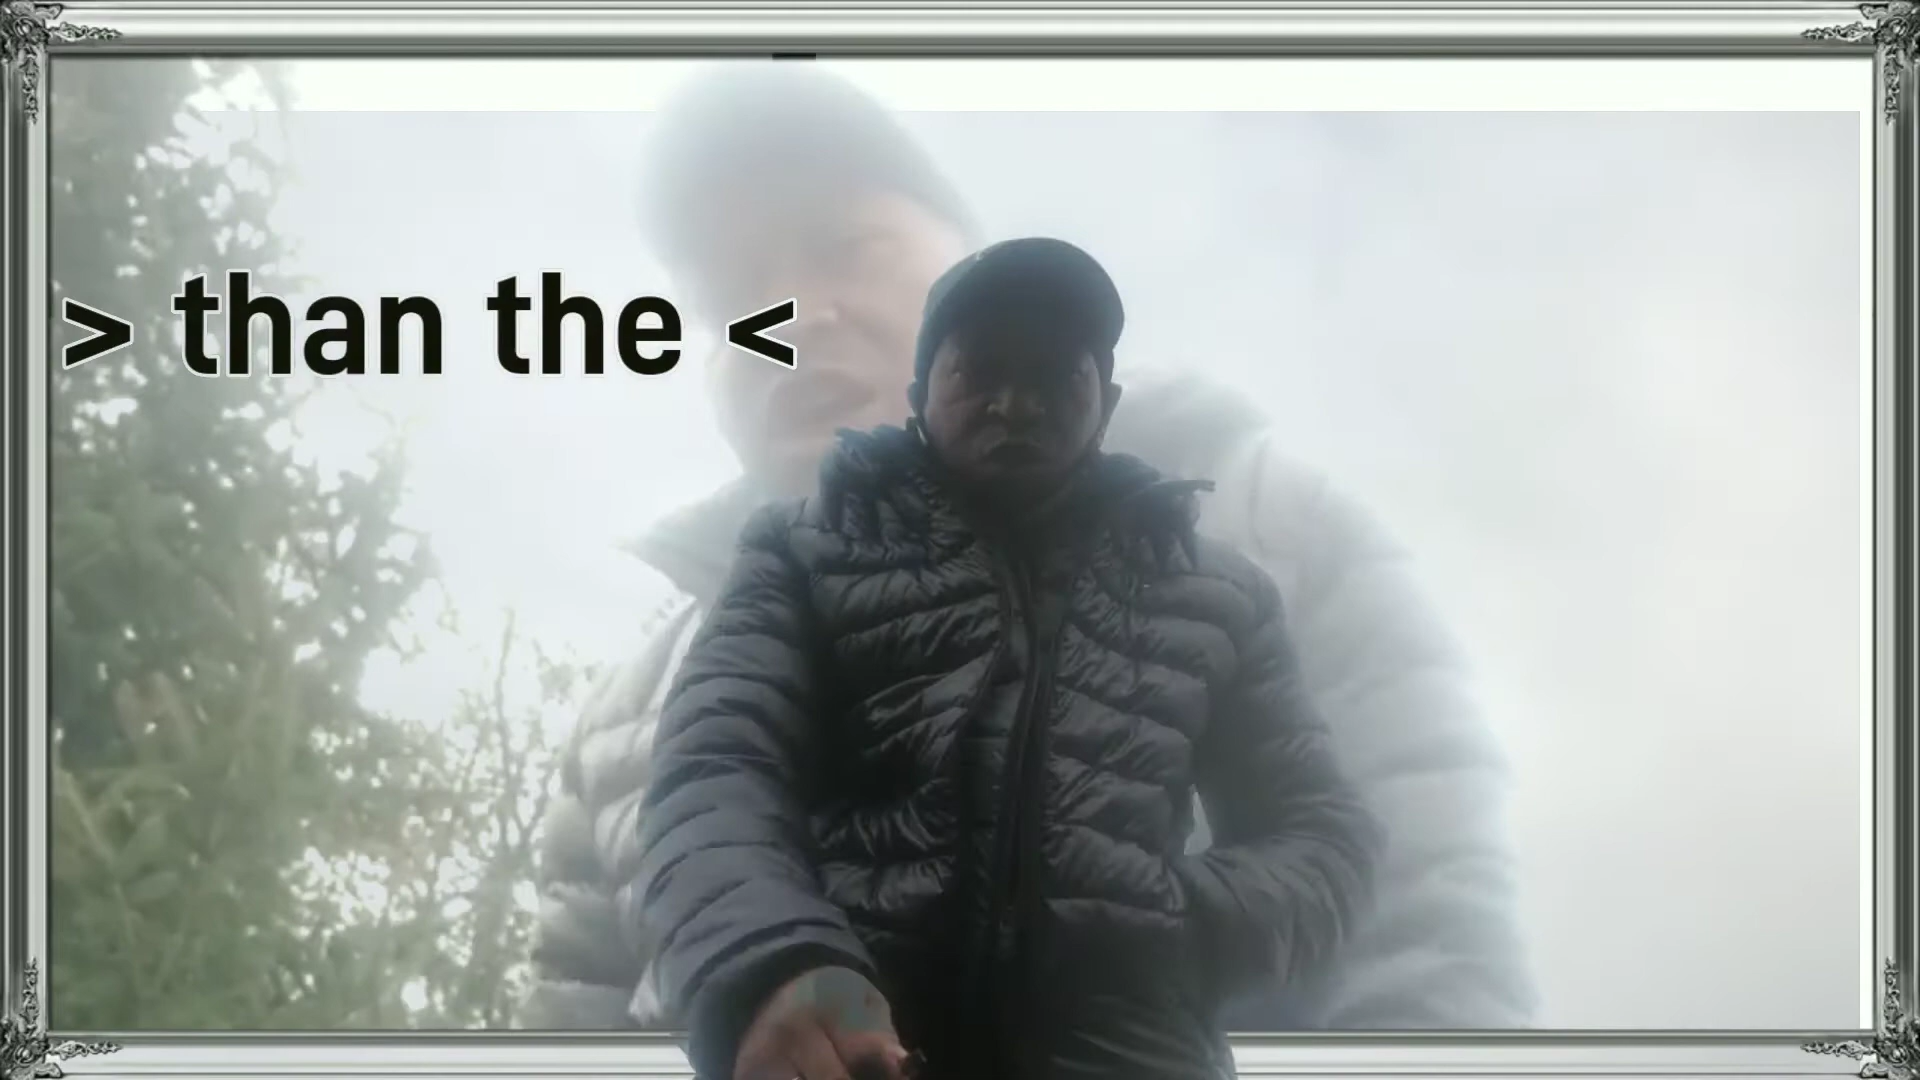 > than the <